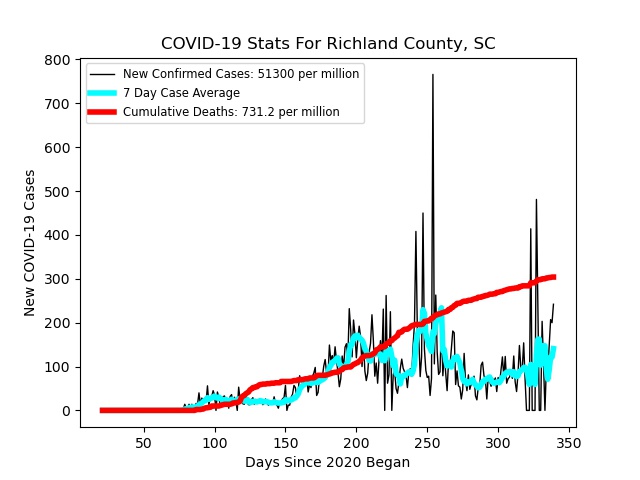 COVID-19 Stats For Richland County, SC
New Confirmed Cases: 51300 per million
7 Day Case Average
Cumulative Deaths: 731.2 per million
New COVID-19 Cases
800
700
600
500
400
300
200
100
0
50 100 150 200 250 300 350
Days Since 2020 Began